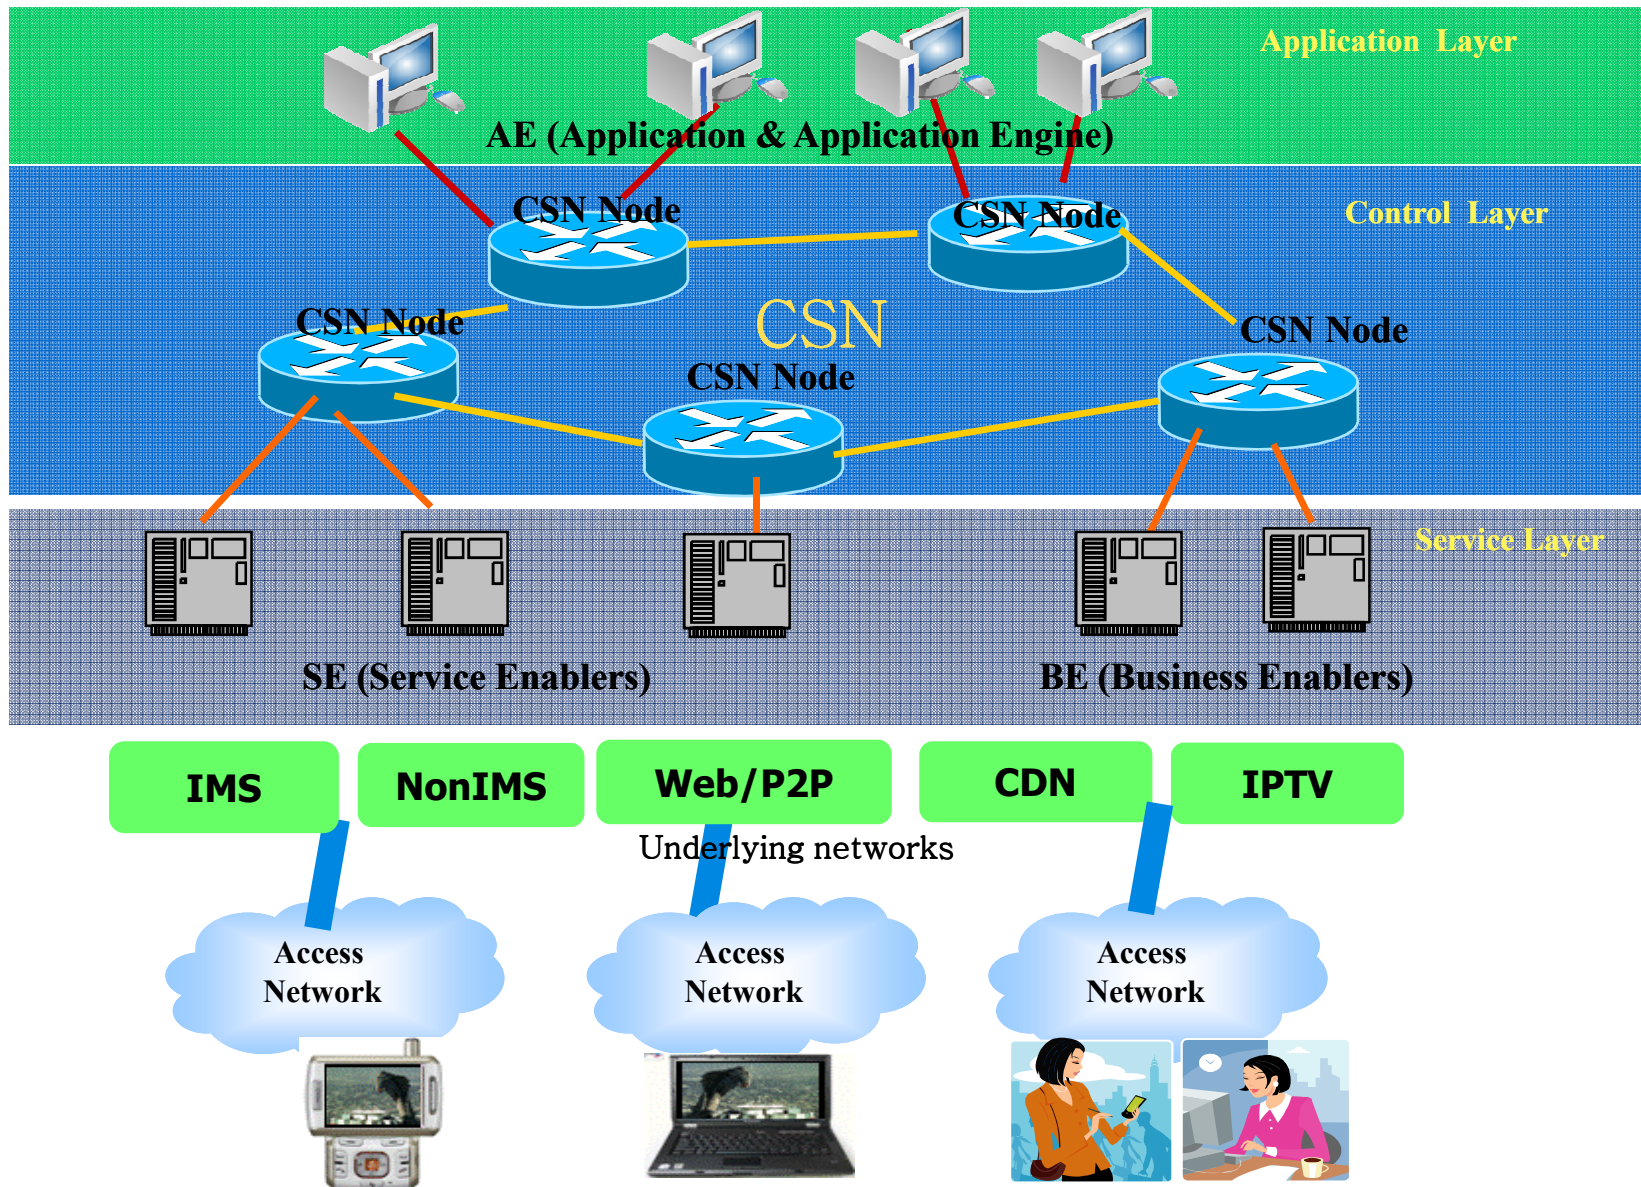 Application Layer
AE (Application & Application Engine)
CSN Node
CSN Node
Control Layer
CSN
CSN Node
CSN Node
CSN Node
Service Layer
SE (Service Enablers)
BE (Business Enablers)
IMS
NonIMS
Web/P2P
CDN
IPTV
Underlying networks
Access
Network
Access
Network
Access
Network